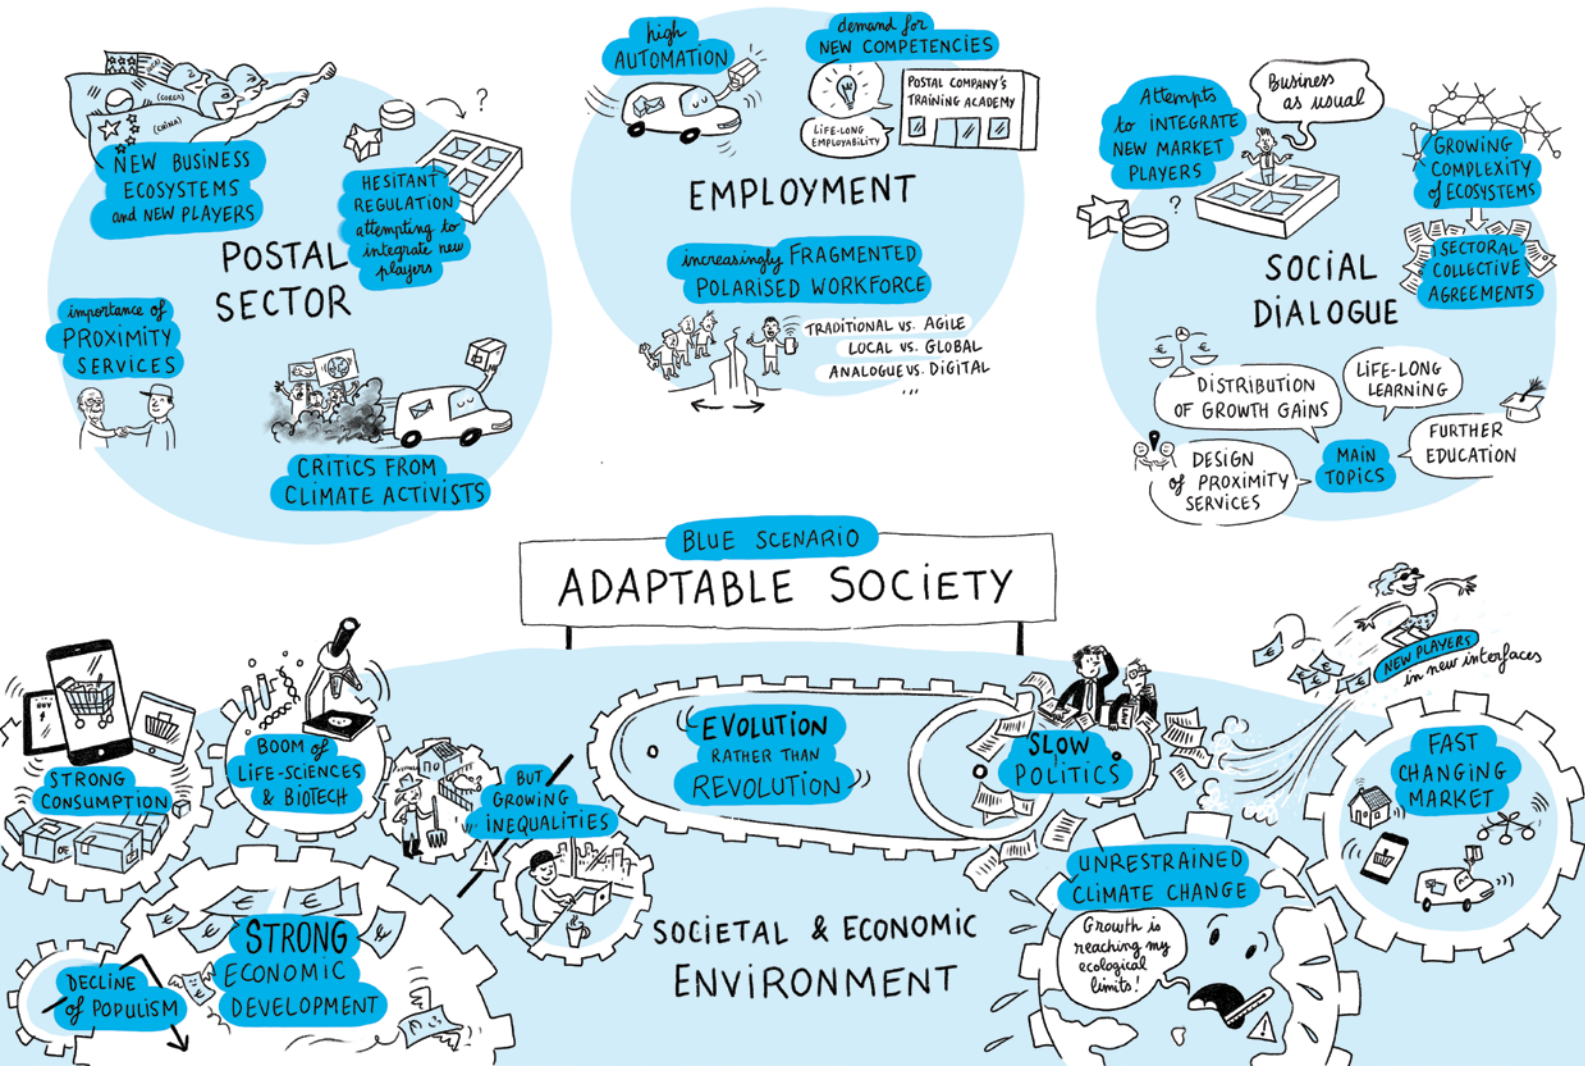 (COREA)
(CHINA)
NEW BUSINESS
ECOSYSTEMS
and NEW PLAYERS
?
HESITANT
REGULATION
attempting to
integrate new
players
POSTAL
SECTOR
importance of
PROXIMITY
SERVICES
CRITICS FROM
CLIMATE ACTIVISTS
high
AUTOMATION
demand for
NEW COMPETENCIES
POSTAL COMPANY'S
TRAINING ACADEMY
LIFE-LONG
EMPLOYABILITY
EMPLOYMENT
increasingly FRAGMENTED
POLARISED WORKFORCE
TRADITIONAL vs. AGILE
LOCAL vs. GLOBAL
ANALOGUE vs. DIGITAL
...
Attempts
to INTEGRATE
NEW MARKET
PLAYERS
Business
as usual
?
GROWING
COMPLEXITY
of ECOSYSTEMS
SECTORAL
COLLECTIVE
AGREEMENTS
SOCIAL
DIALOGUE
€ €
DISTRIBUTION
OF GROWTH GAINS
LIFE-LONG
LEARNING
FURTHER
EDUCATION
MAIN
TOPICS
DESIGN
of PROXIMITY
SERVICES
BLUE SCENARIO
ADAPTABLE SOCIETY
BUY
STRONG
CONSUMPTION
BOOM of
LIFE-SCIENCES
& BIOTECH
BUT
GROWING
INEQUALITIES
"EVOLUTION
RATHER THAN
REVOLUTION"
SLOW
POLITICS
NEW PLAYERS
in new interfaces
FAST
CHANGING
MARKET
UNRESTRAINED
CLIMATE CHANGE
Growth is
reaching my
ecological
limits!
SOCIETAL & ECONOMIC
ENVIRONMENT
STRONG
ECONOMIC
DEVELOPMENT
DECLINE
of POPULISM